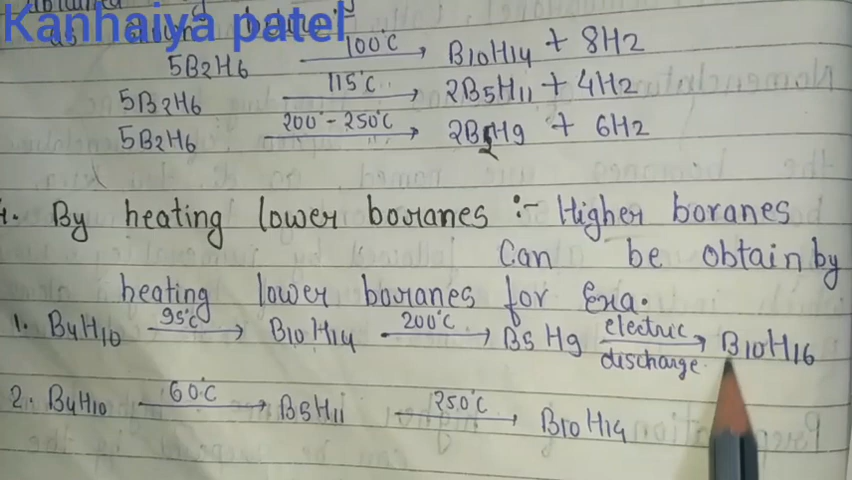 Kanhaiya patel
5B2H6 100°C → B10H14 + 8H2
5B2H6 115°C → 2B5H11 + 4H2
5B2H6 200°-250°C → 2B5H9 + 6H2
4. By heating lower boranes :- Higher boranes
Can be obtain by
heating lower boranes for Exa.
1. B4H10 95°C → B10H14 200°C → B5H9 electric discharge → B10H16
2. B4H10 60°C → B5H11 250°C → B10H14